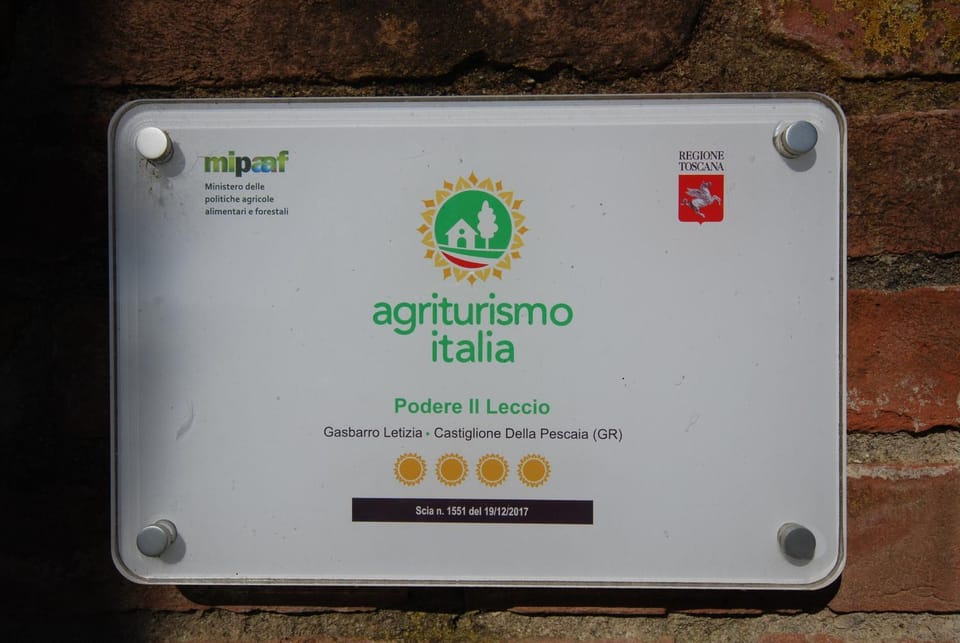 mipaaf
Ministero delle
politiche agricole
alimentari e forestali
REGIONE
TOSCANA
agriturismo
italia
Podere Il Leccio
Gasbarro Letizia • Castiglione Della Pescaia (GR)
Scia n. 1551 del 19/12/2017